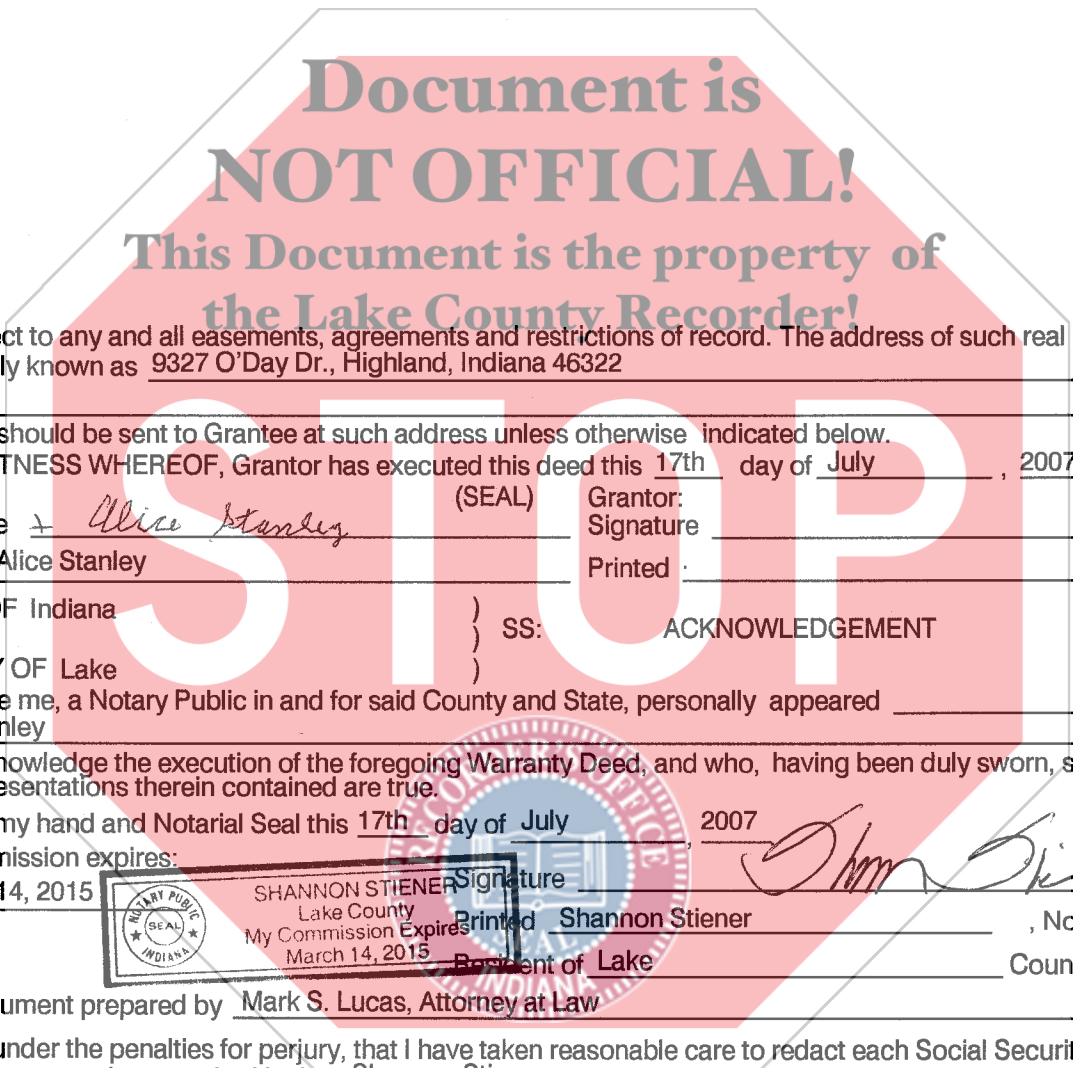 Document is
NOT OFFICIAL!
This Document is the property of
the Lake County Recorder!
ct to any and all easements, agreements and restrictions of record. The address of such real
ly known as 9327 O'Day Dr., Highland, Indiana 46322
should be sent to Grantee at such address unless otherwise indicated below.
TNESS WHEREOF, Grantor has executed this deed this 17th day of July , 2007
(SEAL) Grantor:
e + Alice Stanley Signature
Alice Stanley Printed
STOP
F Indiana )
) SS: ACKNOWLEDGEMENT
Y OF Lake )
e me, a Notary Public in and for said County and State, personally appeared
nley
nowledge the execution of the foregoing Warranty Deed, and who, having been duly sworn, s
esentations therein contained are true.
my hand and Notarial Seal this 17th day of July , 2007
mission expires:
14, 2015
NOTARY PUBLIC
SEAL
INDIANA
SHANNON STIENER
Lake County
My Commission Expires
March 14, 2015
RECORDER'S OFFICE
SEAL
INDIANA
Signature Shan Stie
Printed Shannon Stiener , No
Resident of Lake Coun
ument prepared by Mark S. Lucas, Attorney at Law
under the penalties for perjury, that I have taken reasonable care to redact each Social Securit